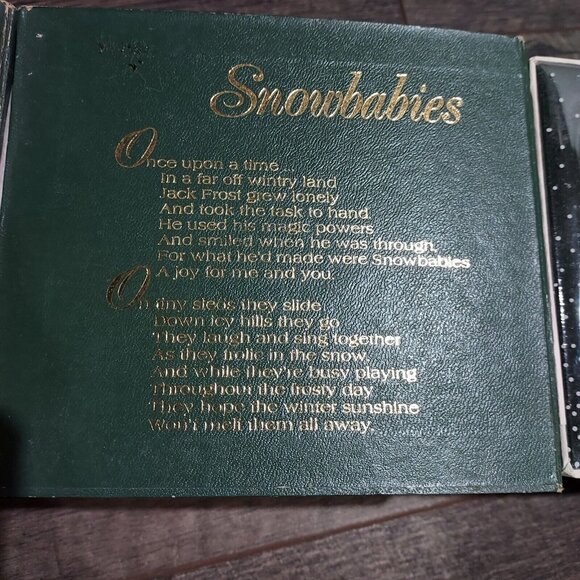 Snowbabies
Once upon a time...
In a far off wintry land
Jack Frost grew lonely
And took the task to hand.
He used his magic powers
And smiled when he was through,
For what he'd made were Snowbabies
A joy for me and you.
On tiny sleds they slide
Down icy hills they go
They laugh and sing together
As they frolic in the snow.
And while they're busy playing
Throughout the frosty day
They hope the winter sunshine
Won't melt them all away.